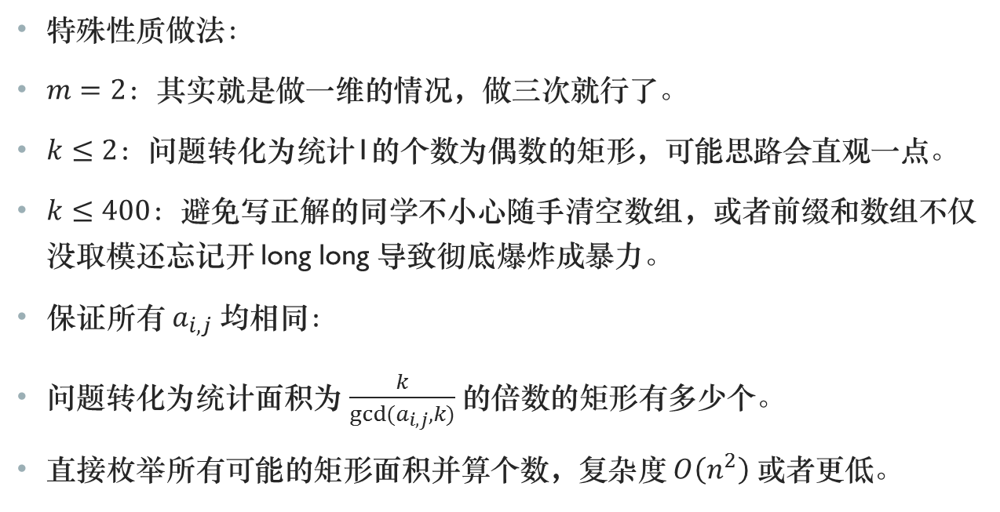 • 特殊性质做法：
• m = 2：其实就是做一维的情况，做三次就行了。
• k ≤ 2：问题转化为统计1的个数为偶数的矩形，可能思路会直观一点。
• k ≤ 400：避免写正解的同学不小心随手清空数组，或者前缀和数组不仅
没取模还忘记开long long 导致彻底爆炸成暴力。
• 保证所有 a_{i,j} 均相同：
• 问题转化为统计面积为 \frac{k}{\gcd(a_{i,j},k)} 的倍数的矩形有多少个。
• 直接枚举所有可能的矩形面积并算个数，复杂度 O(n^2) 或者更低。